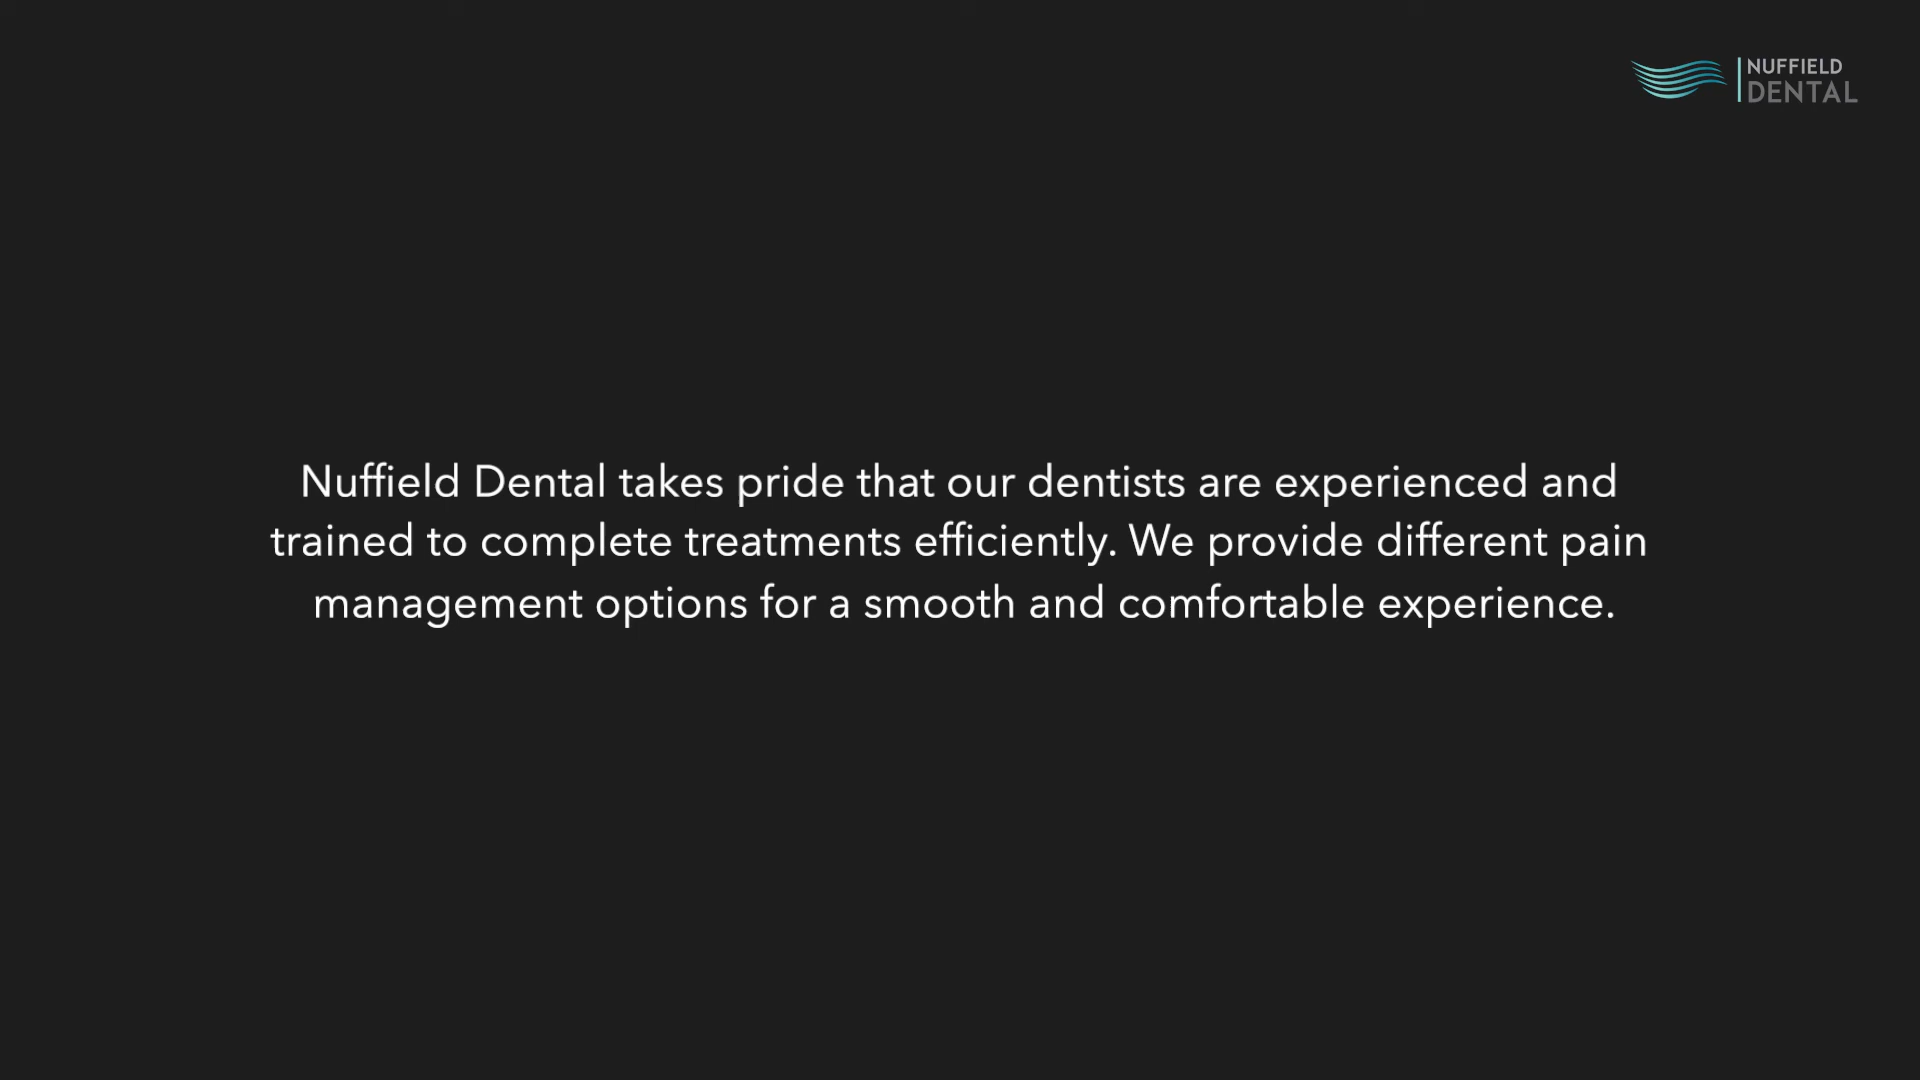 NUFFIELD
DENTAL
Nuffield Dental takes pride that our dentists are experienced and
trained to complete treatments efficiently. We provide different pain
management options for a smooth and comfortable experience.